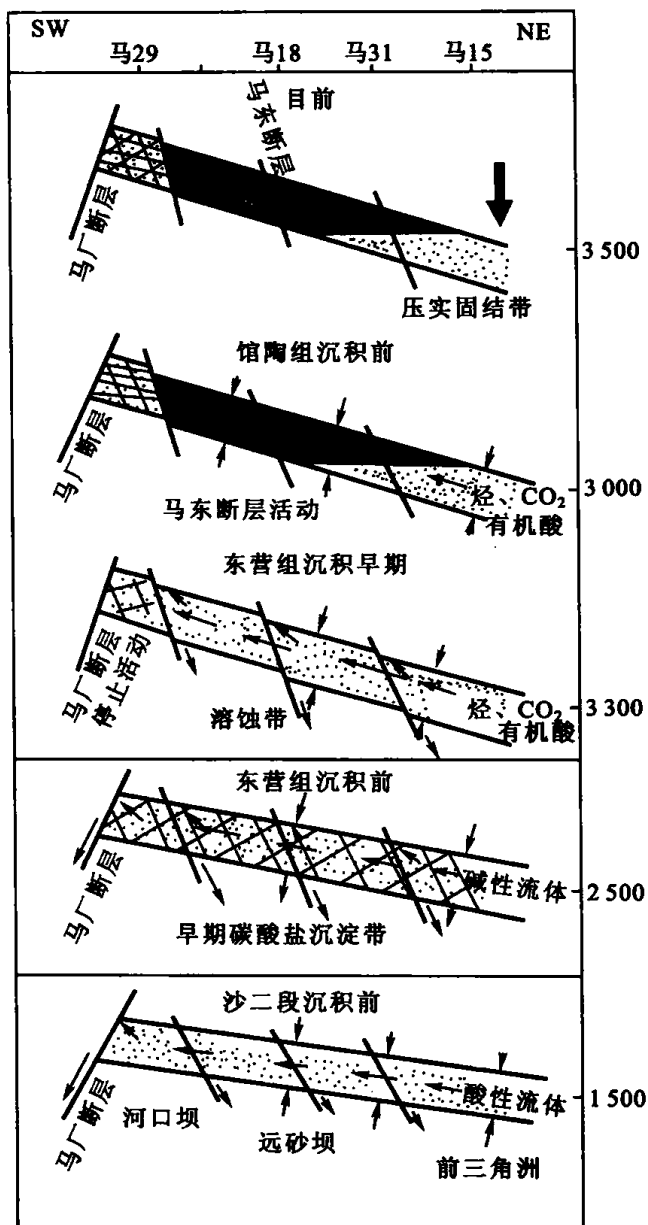 SW NE
马29 马18 马31 马15
目前
马东断层
马厂断层
3 500
压实固结带
馆陶组沉积前
马厂断层
3 000
烃、CO₂
有机酸
马东断层活动
东营组沉积早期
马厂断层
停止活动
烃、CO₂
3 300
有机酸
溶蚀带
东营组沉积前
马厂断层
碱性流体
2 500
早期碳酸盐沉淀带
沙二段沉积前
马厂断层
酸性流体
1 500
河口坝
远砂坝
前三角洲